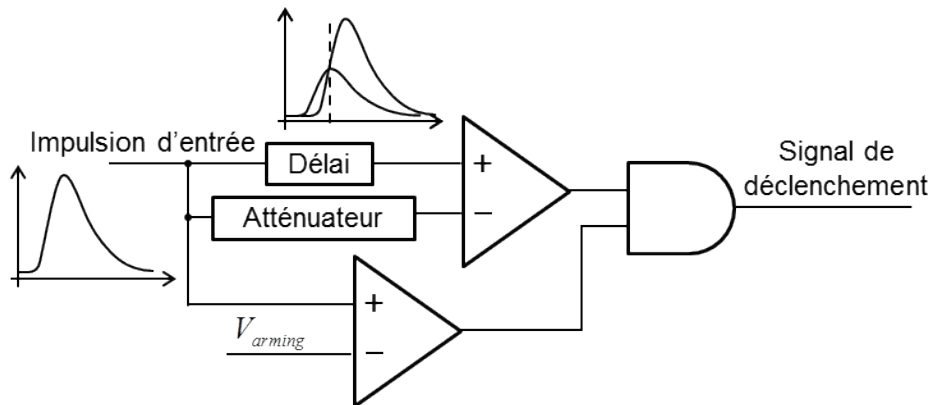 Impulsion d'entrée
Délai
Atténuateur
+
−
Signal de
déclenchement
+
V arming
−